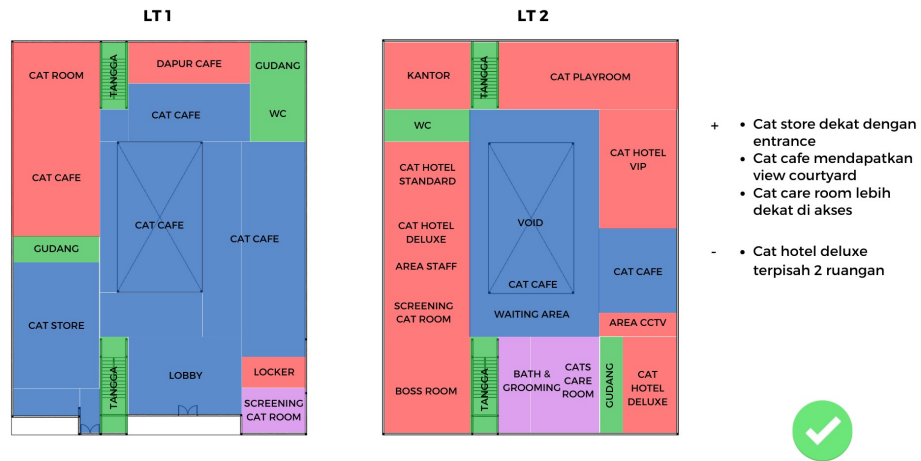 LT 1
CAT ROOM
TANGGA
DAPUR CAFE
GUDANG
CAT CAFE
WC
CAT CAFE
CAT CAFE
CAT CAFE
GUDANG
CAT STORE
TANGGA
LOBBY
LOCKER
SCREENING
CAT ROOM
LT 2
KANTOR
TANGGA
CAT PLAYROOM
WC
CAT HOTEL
STANDARD
CAT HOTEL
VIP
VOID
CAT HOTEL
DELUXE
AREA STAFF
CAT CAFE
CAT CAFE
SCREENING
CAT ROOM
WAITING AREA
AREA CCTV
BOSS ROOM
TANGGA
BATH &
GROOMING
CATS
CARE
ROOM
GUDANG
CAT
HOTEL
DELUXE
+
• Cat store dekat dengan
entrance
• Cat cafe mendapatkan
view courtyard
• Cat care room lebih
dekat di akses
-
• Cat hotel deluxe
terpisah 2 ruangan